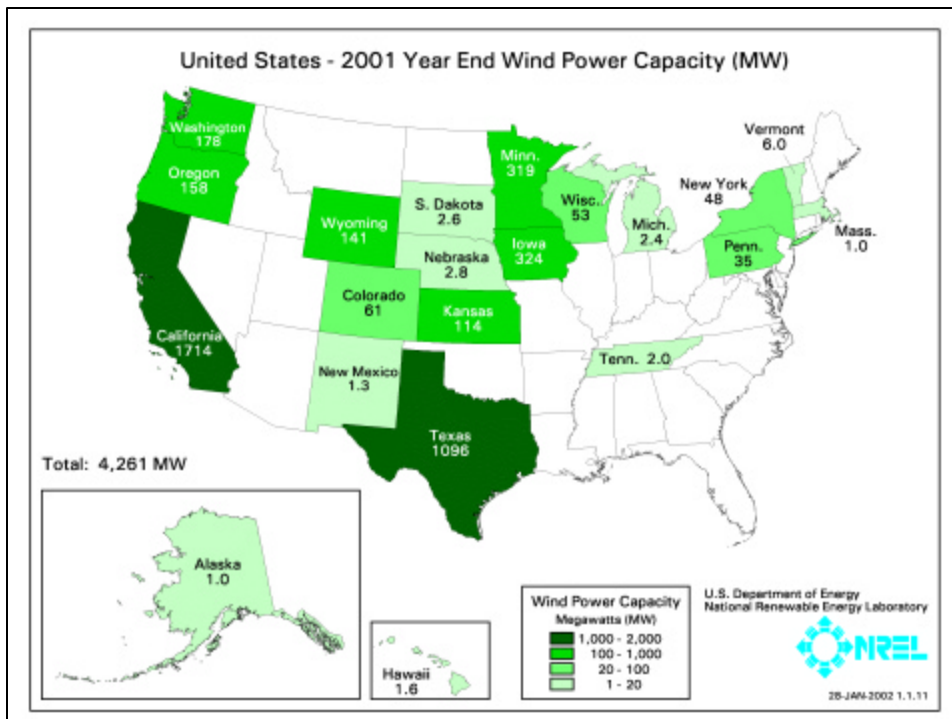 United States - 2001 Year End Wind Power Capacity (MW)
Washington
178
Oregon
158
California
1714
Wyoming
141
Colorado
61
New Mexico
1.3
S. Dakota
2.6
Nebraska
2.8
Kansas
114
Texas
1096
Minn.
319
Iowa
324
Wisc.
53
Mich.
2.4
Tenn. 2.0
Vermont
6.0
New York
48
Penn.
35
Mass.
1.0
Total: 4,261 MW
Alaska
1.0
Hawaii
1.6
Wind Power Capacity
Megawatts (MW)
1,000 - 2,000
100 - 1,000
20 - 100
1 - 20
U.S. Department of Energy
National Renewable Energy Laboratory
NREL
28-JAN-2002 1.1.11